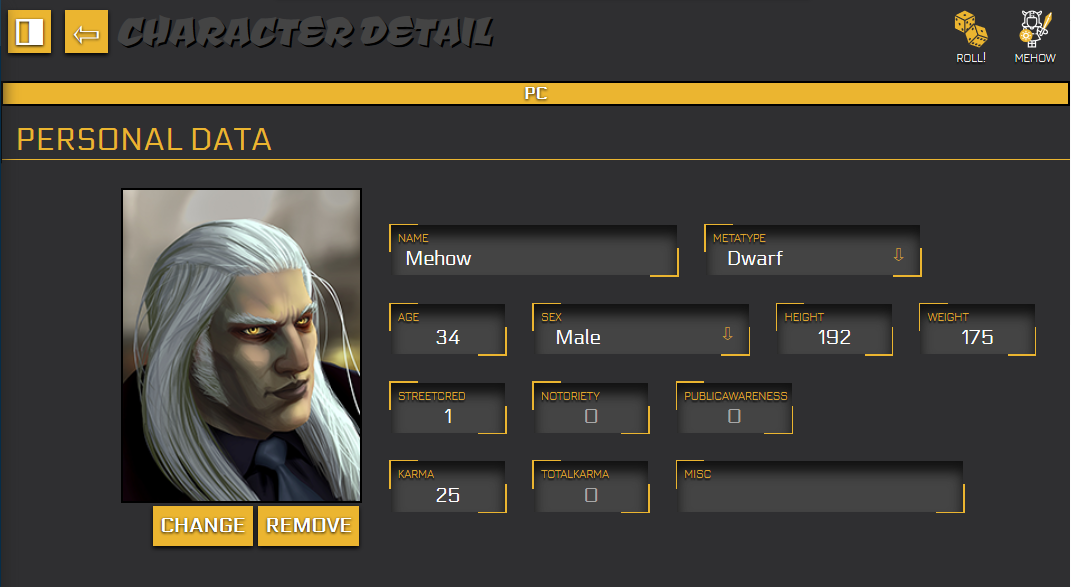 CHARACTER DETAIL
ROLL!
MEHOW
PC
PERSONAL DATA
NAME
Mehow
METATYPE
Dwarf
AGE
34
SEX
Male
HEIGHT
192
WEIGHT
175
STREETCRED
1
NOTORIETY
0
PUBLICAWARENESS
0
KARMA
25
TOTALKARMA
0
MISC
CHANGE
REMOVE